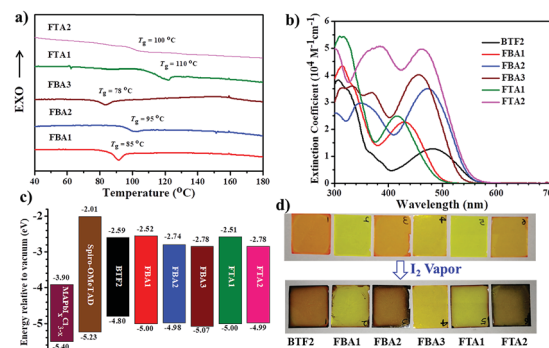 a)
FTA2
FTA1
FBA3
FBA2
FBA1
EXO
Tg = 100 °C
Tg = 110 °C
Tg = 78 °C
Tg = 95 °C
Tg = 85 °C
40 60 80 100 120 140 160 180
Temperature (°C)
b)
Extinction Coefficient (10⁴ M⁻¹cm⁻¹)
6
5
4
3
2
1
0
BTF2
FBA1
FBA2
FBA3
FTA1
FTA2
300 400 500 600
Wavelength (nm)
c)
Energy relative to vacuum (eV)
-2
-3
-4
-5
-3.90
MAPbIxCl3-x
-5.40
-2.01
Spiro-OMeTAD
-5.23
-2.59
BTF2
-4.80
-2.52
FBA1
-5.00
-2.74
FBA2
-4.98
-2.78
FBA3
-5.07
-2.51
FTA1
-5.00
-2.78
FTA2
-4.99
d)
I2 Vapor
BTF2 FBA1 FBA2 FBA3 FTA1 FTA2